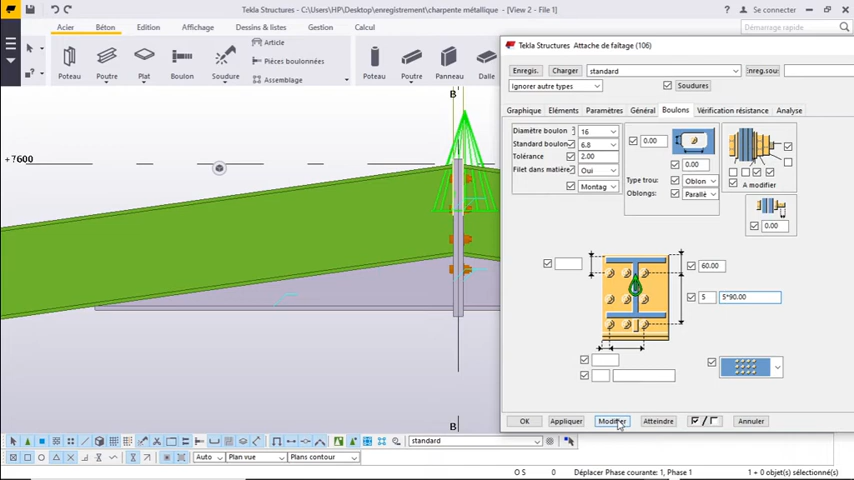 Tekla Structures - C:\Users\HP\Desktop\enregistrement\charpente métallique - [View 2 - File 1]
Se connecter
Acier Béton Edition Affichage Dessins & listes Gestion Calcul
Démarrage rapide
Poteau Poutre Plat Boulon Soudure
Article
Pièces boulonnées
Assemblage
Poteau Poutre Panneau Dalle
Tekla Structures Attache de faîtage (106)
Enregis. Charger standard Enreg.sous:
Ignorer autre types Soudures
Graphique Eléments Paramètres Général Boulons Vérification résistance Analyse
Diamètre boulon 16
Standard boulon 6.8
Tolérance 2.00
Filet dans matière Oui
Montag
0.00
0.00
Type trou: Oblon
Oblongs: Parallè
A modifier
0.00
B
+7600
60.00
5 5*90.00
B
OK Appliquer Modifier Atteindre / Annuler
standard
Auto Plan vue Plans contour
O S 0 Déplacer Phase courante: 1, Phase 1 1 + 0 objet(s) sélectionné(s)